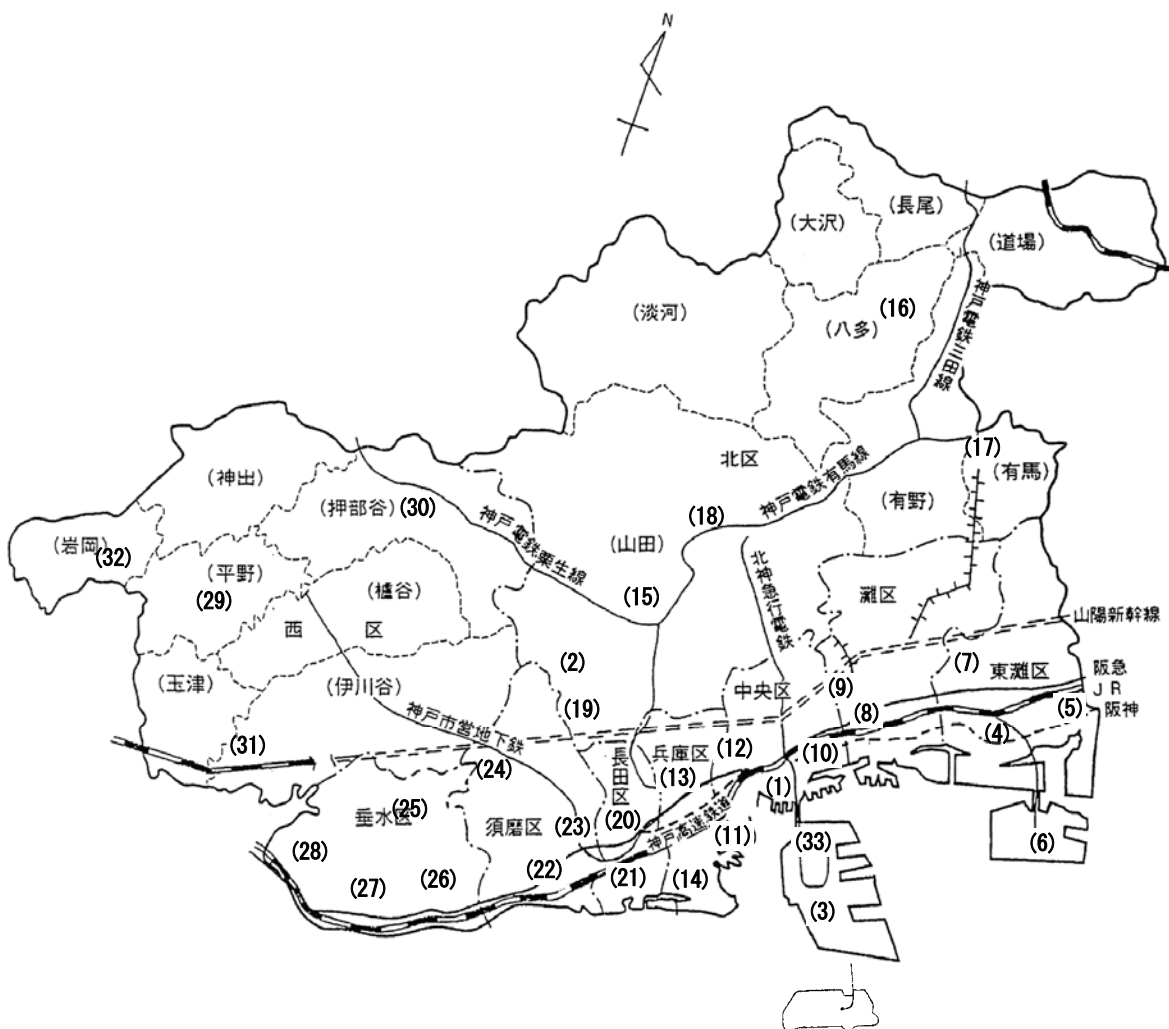 N
(長尾)
(大沢)
(道場)
神戸電鉄三田線
(淡河)
(八多)
(16)
北区
(17)
(有馬)
(神出)
(押部谷)
(30)
神戸電鉄粟生線
(18)
神戸電鉄有馬線
(有野)
(岩岡)
(32)
(平野)
(29)
(櫨谷)
(山田)
(15)
北神急行電鉄
灘区
西
区
山陽新幹線
(玉津)
(伊川谷)
(2)
(7)
東灘区
阪急
JR
阪神
中央区
(9)
(19)
神戸市営地下鉄
(8)
(5)
(4)
(31)
(24)
長田区
兵庫区
(12)
(10)
(13)
(1)
垂水区
(25)
須磨区
(23)
(20)
神戸高速鉄道
(11)
(33)
(6)
(28)
(27)
(26)
(22)
(21)
(14)
(3)